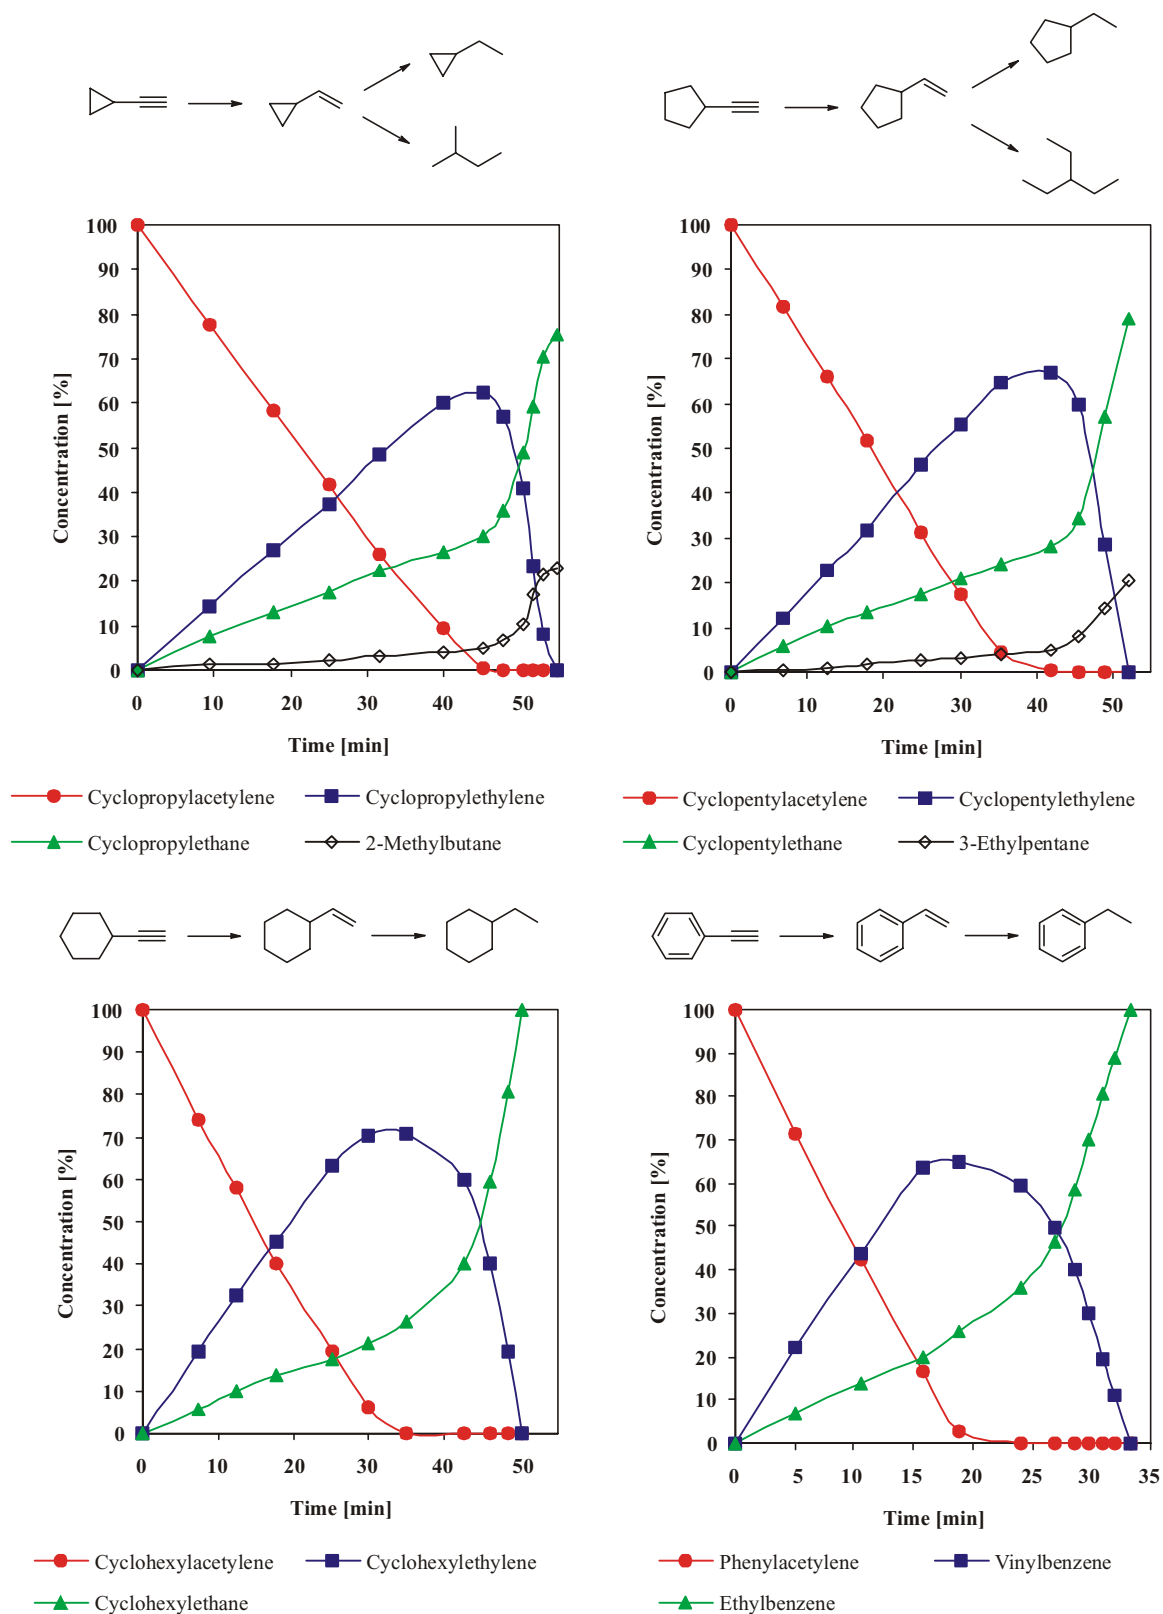 100
90
80
70
60
50
40
30
20
10
0
Concentration [%]
0 10 20 30 40 50
Time [min]
Cyclopropylacetylene Cyclopropylethylene
Cyclopropylethane 2-Methylbutane
100
90
80
70
60
50
40
30
20
10
0
Concentration [%]
0 10 20 30 40 50
Time [min]
Cyclopentylacetylene Cyclopentylethylene
Cyclopentylethane 3-Ethylpentane
100
90
80
70
60
50
40
30
20
10
0
Concentration [%]
0 10 20 30 40 50
Time [min]
Cyclohexylacetylene Cyclohexylethylene
Cyclohexylethane
100
90
80
70
60
50
40
30
20
10
0
Concentration [%]
0 5 10 15 20 25 30 35
Time [min]
Phenylacetylene Vinylbenzene
Ethylbenzene